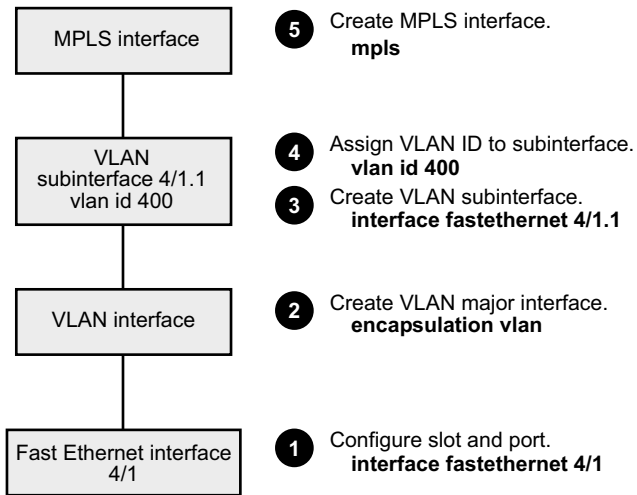 MPLS interface
5
Create MPLS interface.
mpls
VLAN
subinterface 4/1.1
vlan id 400
4
Assign VLAN ID to subinterface.
vlan id 400
3
Create VLAN subinterface.
interface fastethernet 4/1.1
VLAN interface
2
Create VLAN major interface.
encapsulation vlan
Fast Ethernet interface
4/1
1
Configure slot and port.
interface fastethernet 4/1